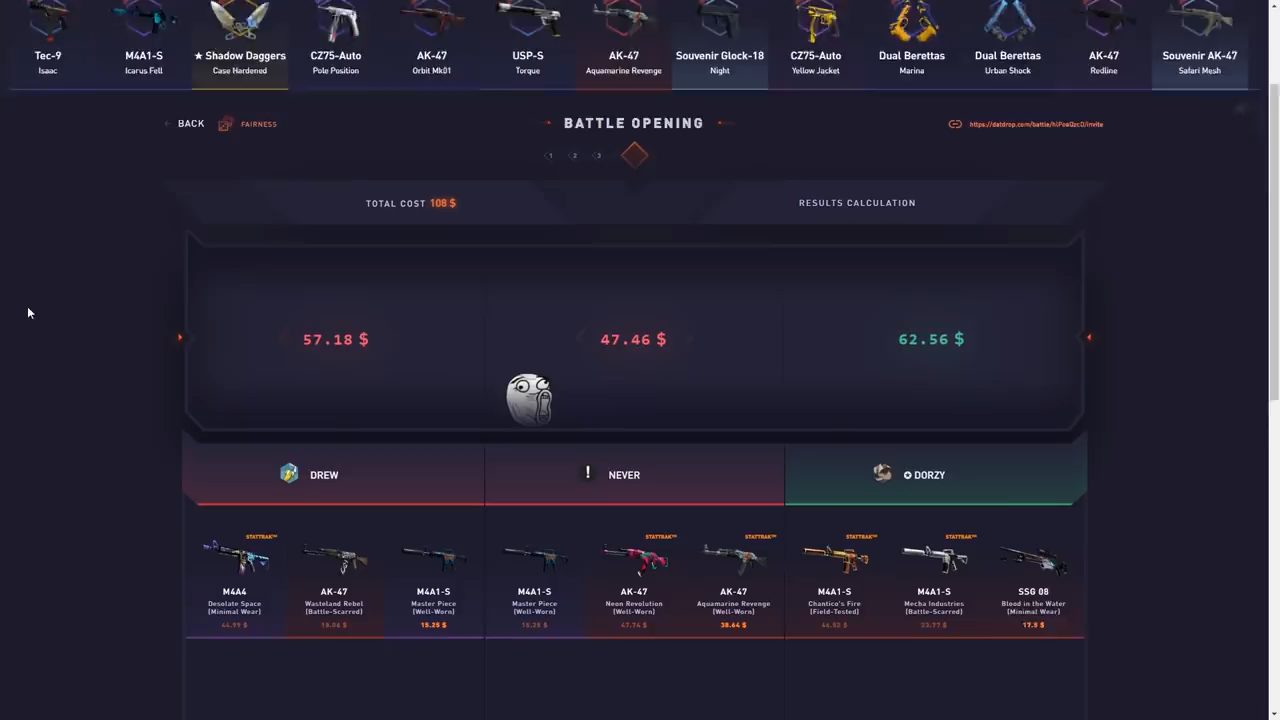 Tec-9
Isaac
M4A1-S
Icarus Fell
★ Shadow Daggers
Case Hardened
CZ75-Auto
Pole Position
AK-47
Orbit Mk01
USP-S
Torque
AK-47
Aquamarine Revenge
Souvenir Glock-18
Night
CZ75-Auto
Yellow Jacket
Dual Berettas
Marina
Dual Berettas
Urban Shock
AK-47
Redline
Souvenir AK-47
Safari Mesh
BACK
FAIRNESS
BATTLE OPENING
1 2 3
TOTAL COST 108 $
RESULTS CALCULATION
57.18 $
47.46 $
62.56 $
DREW
NEVER
DORZY
STATTRAK™
M4A4
Desolate Space
(Minimal Wear)
44.99 $
AK-47
Wasteland Rebel
(Battle-Scarred)
M4A1-S
Master Piece
(Well-Worn)
15.25 $
M4A1-S
Master Piece
(Well-Worn)
STATTRAK™
AK-47
Neon Revolution
(Well-Worn)
47.74 $
STATTRAK™
AK-47
Aquamarine Revenge
(Well-Worn)
38.64 $
STATTRAK™
M4A1-S
Chantico's Fire
(Field-Tested)
STATTRAK™
M4A1-S
Mecha Industries
(Battle-Scarred)
SSG 08
Blood in the Water
(Minimal Wear)
17.5 $